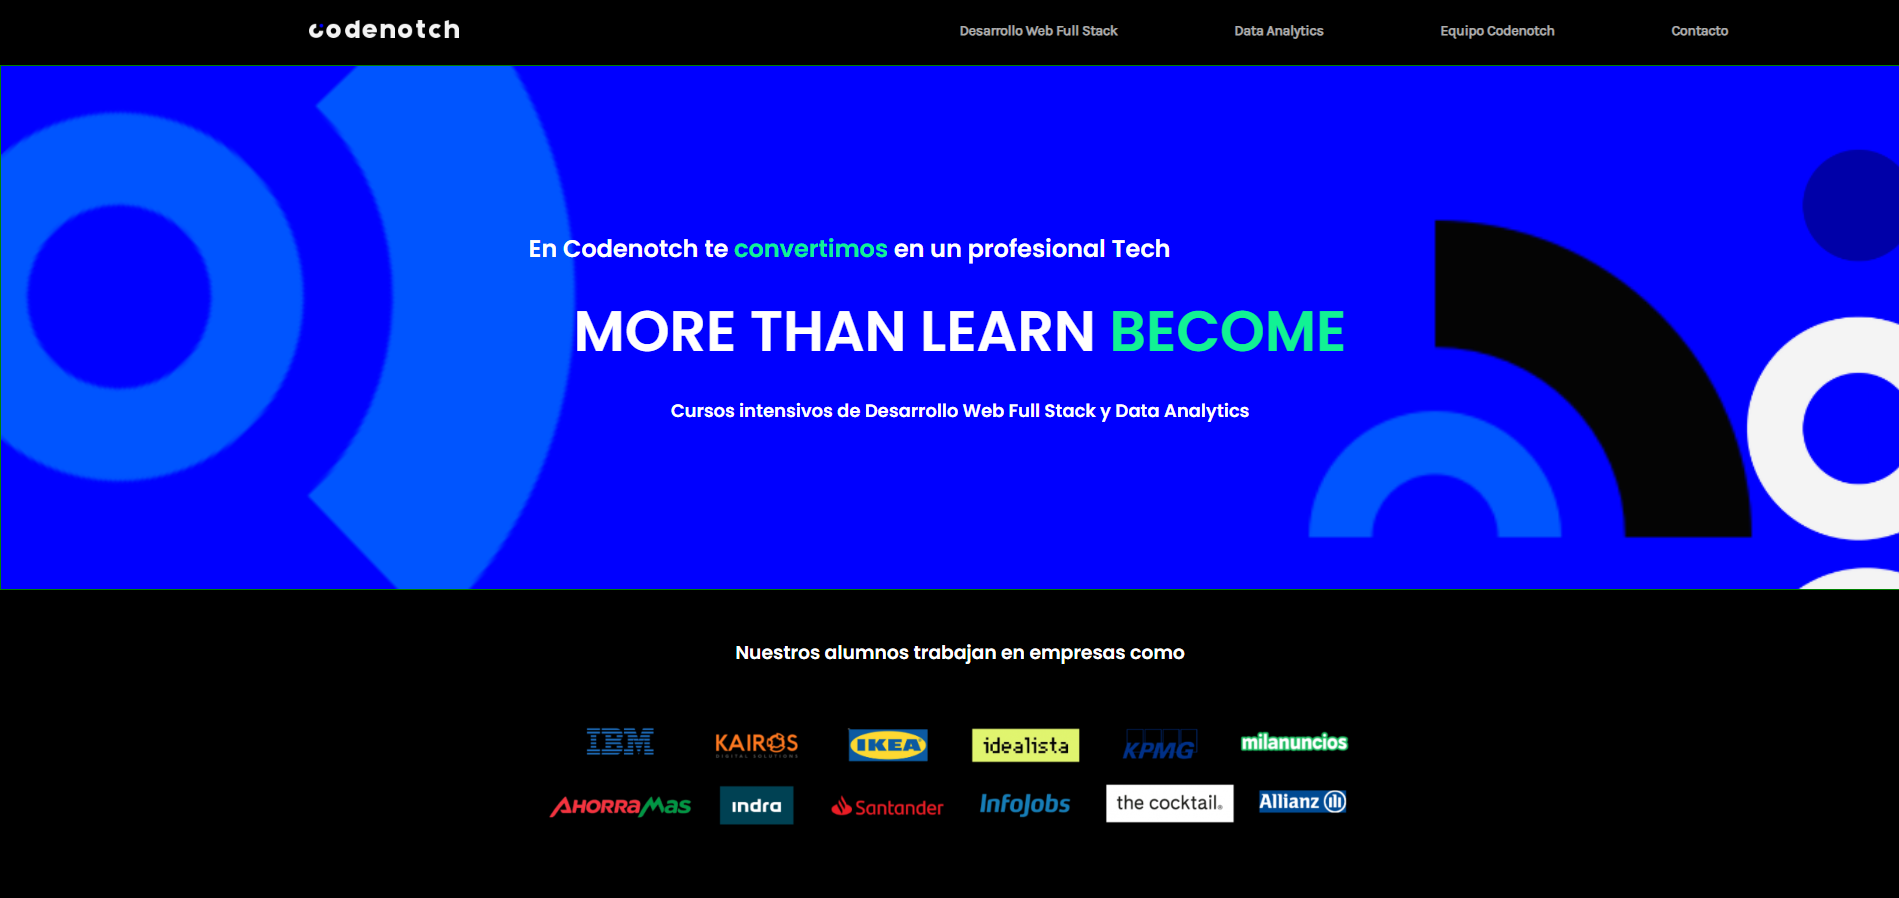 codenotch
Desarrollo Web Full Stack
Data Analytics
Equipo Codenotch
Contacto
En Codenotch te convertimos en un profesional Tech
MORE THAN LEARN BECOME
Cursos intensivos de Desarrollo Web Full Stack y Data Analytics
Nuestros alumnos trabajan en empresas como
IBM
KAIROS
DIGITAL SOLUTIONS
IKEA
idealista
KPMG
milanuncios
AHORRAMAS
indra
Santander
InfoJobs
the cocktail.
Allianz